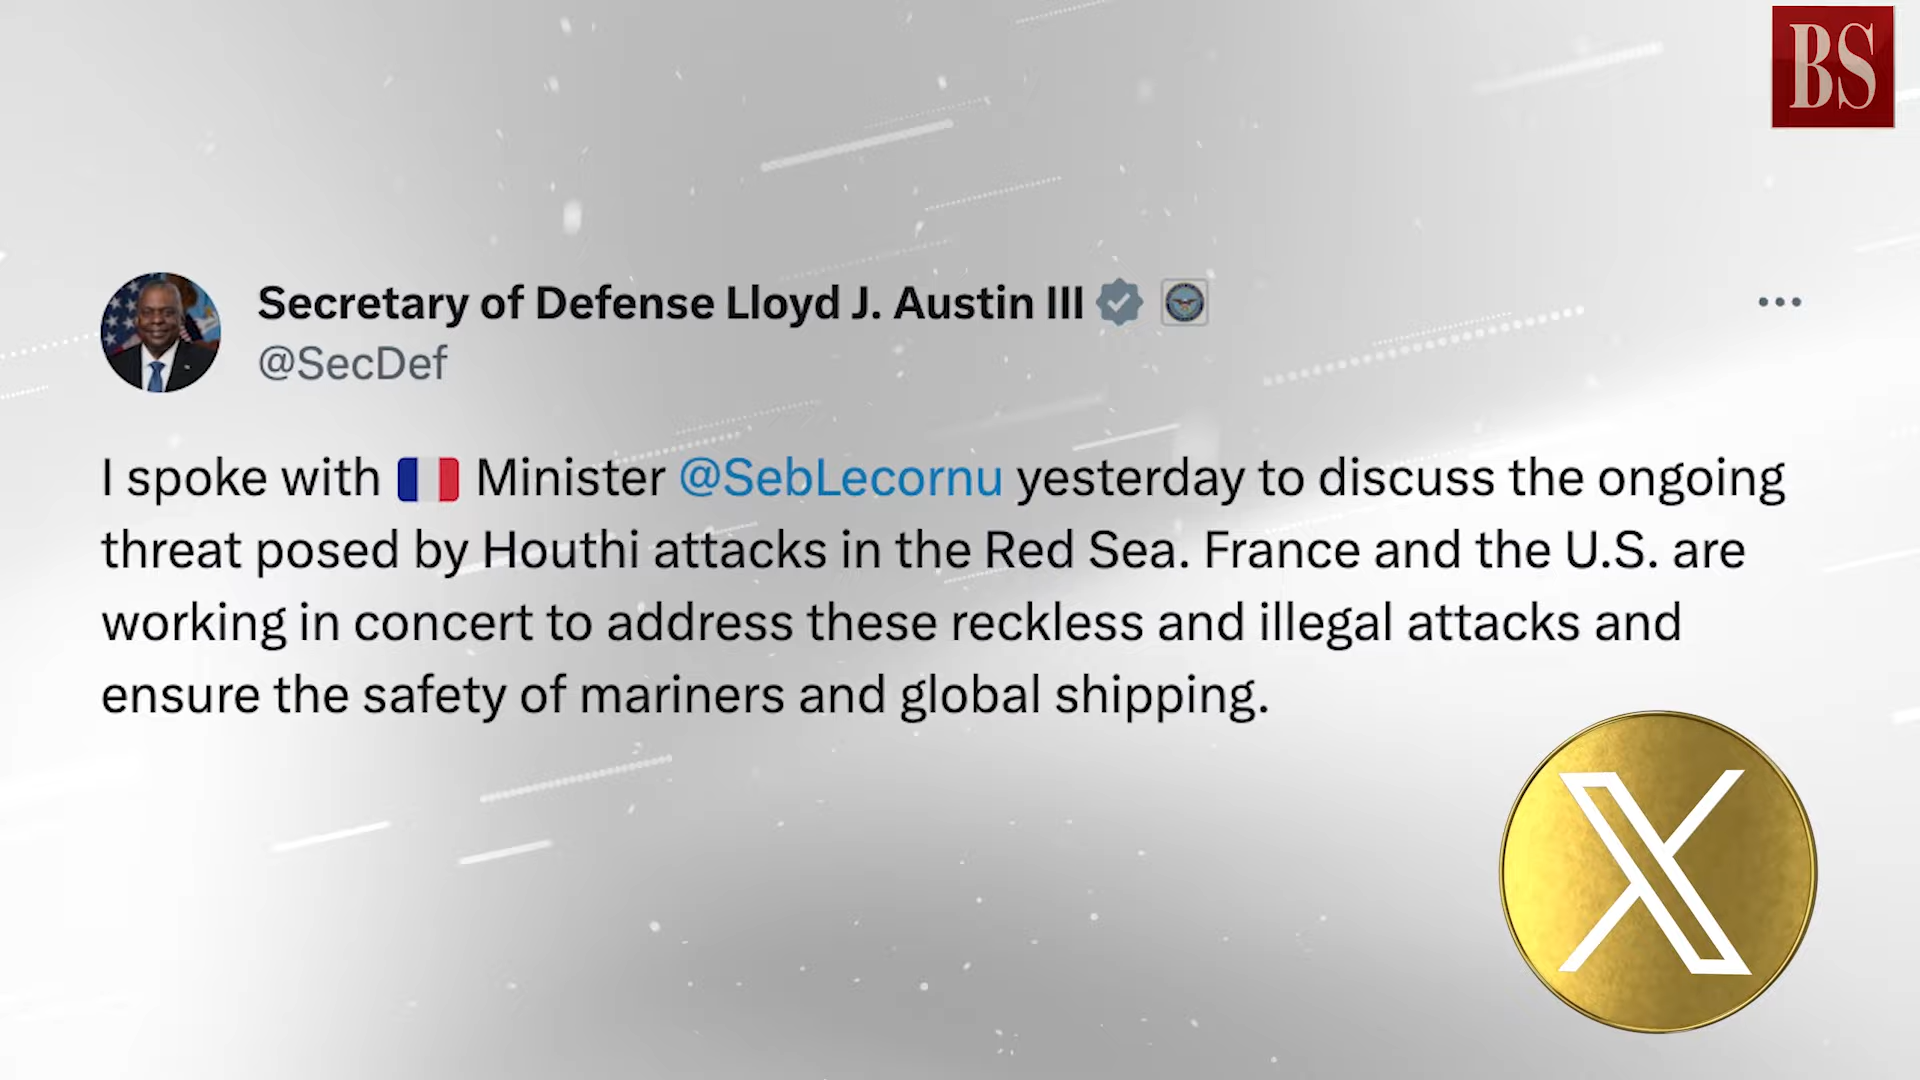 BS
Secretary of Defense Lloyd J. Austin III
@SecDef
I spoke with 🇫🇷 Minister @SebLecornu yesterday to discuss the ongoing
threat posed by Houthi attacks in the Red Sea. France and the U.S. are
working in concert to address these reckless and illegal attacks and
ensure the safety of mariners and global shipping.
X